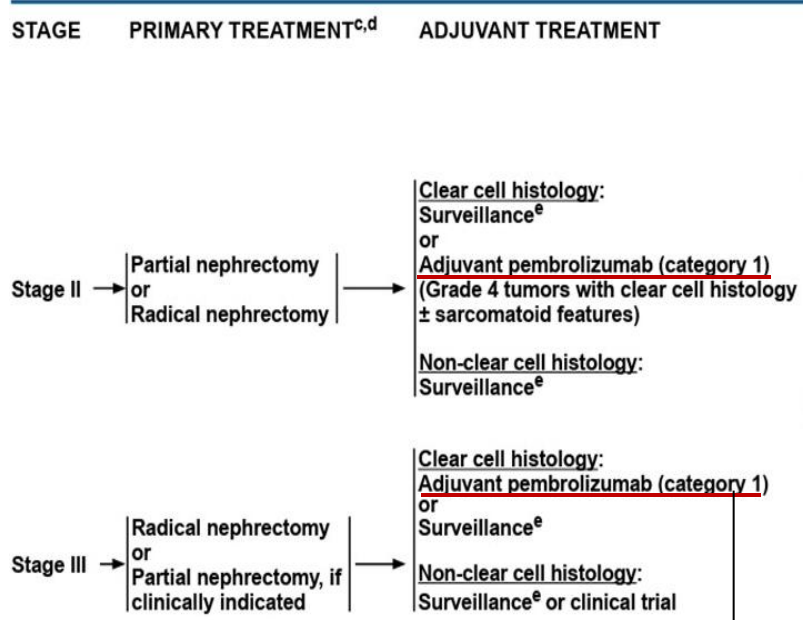 STAGE PRIMARY TREATMENTc,d ADJUVANT TREATMENT
Stage II
Partial nephrectomy
or
Radical nephrectomy
Clear cell histology:
Surveillancee
or
Adjuvant pembrolizumab (category 1)
(Grade 4 tumors with clear cell histology
± sarcomatoid features)
Non-clear cell histology:
Surveillancee
Stage III
Radical nephrectomy
or
Partial nephrectomy, if
clinically indicated
Clear cell histology:
Adjuvant pembrolizumab (category 1)
or
Surveillancee
Non-clear cell histology:
Surveillancee or clinical trial